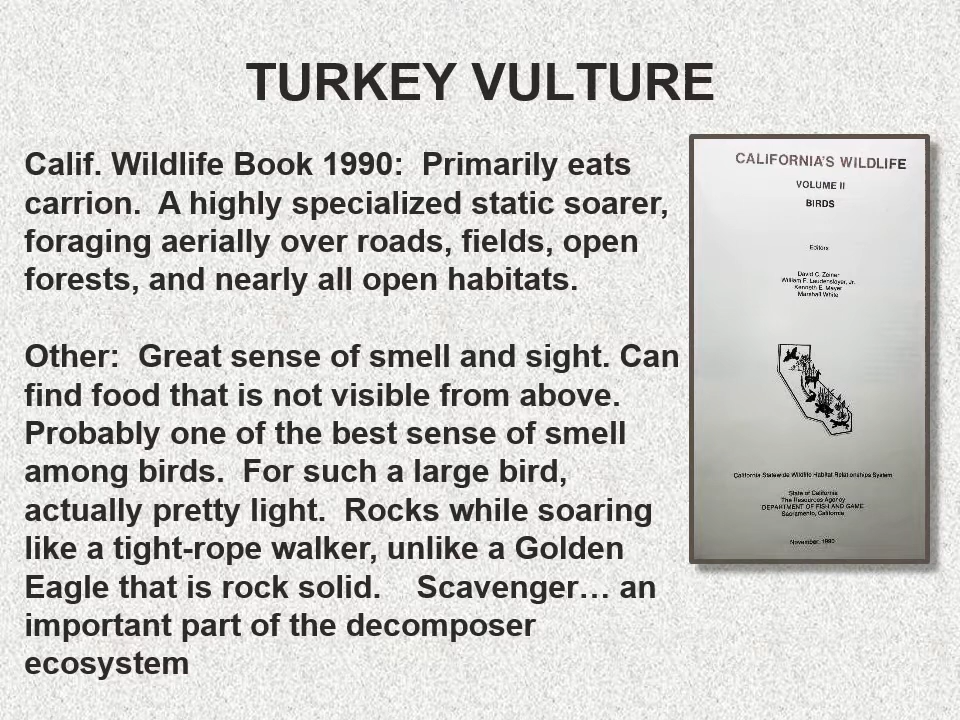 TURKEY VULTURE
Calif. Wildlife Book 1990:  Primarily eats
carrion.  A highly specialized static soarer,
foraging aerially over roads, fields, open
forests, and nearly all open habitats.
Other:  Great sense of smell and sight. Can
find food that is not visible from above.
Probably one of the best sense of smell
among birds.  For such a large bird,
actually pretty light.  Rocks while soaring
like a tight-rope walker, unlike a Golden
Eagle that is rock solid.    Scavenger… an
important part of the decomposer
ecosystem
CALIFORNIA'S WILDLIFE
VOLUME II
BIRDS
Editors
David C. Zeiner
William F. Laudenslayer, Jr.
Kenneth E. Mayer
Marshall White
California Statewide Wildlife Habitat Relationships System
State of California
The Resources Agency
DEPARTMENT OF FISH AND GAME
Sacramento, California
November, 1990